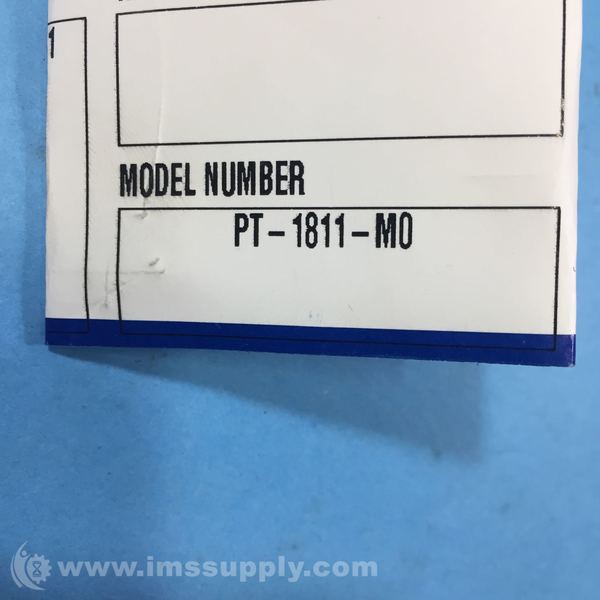 1
MODEL NUMBER
PT-1811-M0
www.imssupply.com